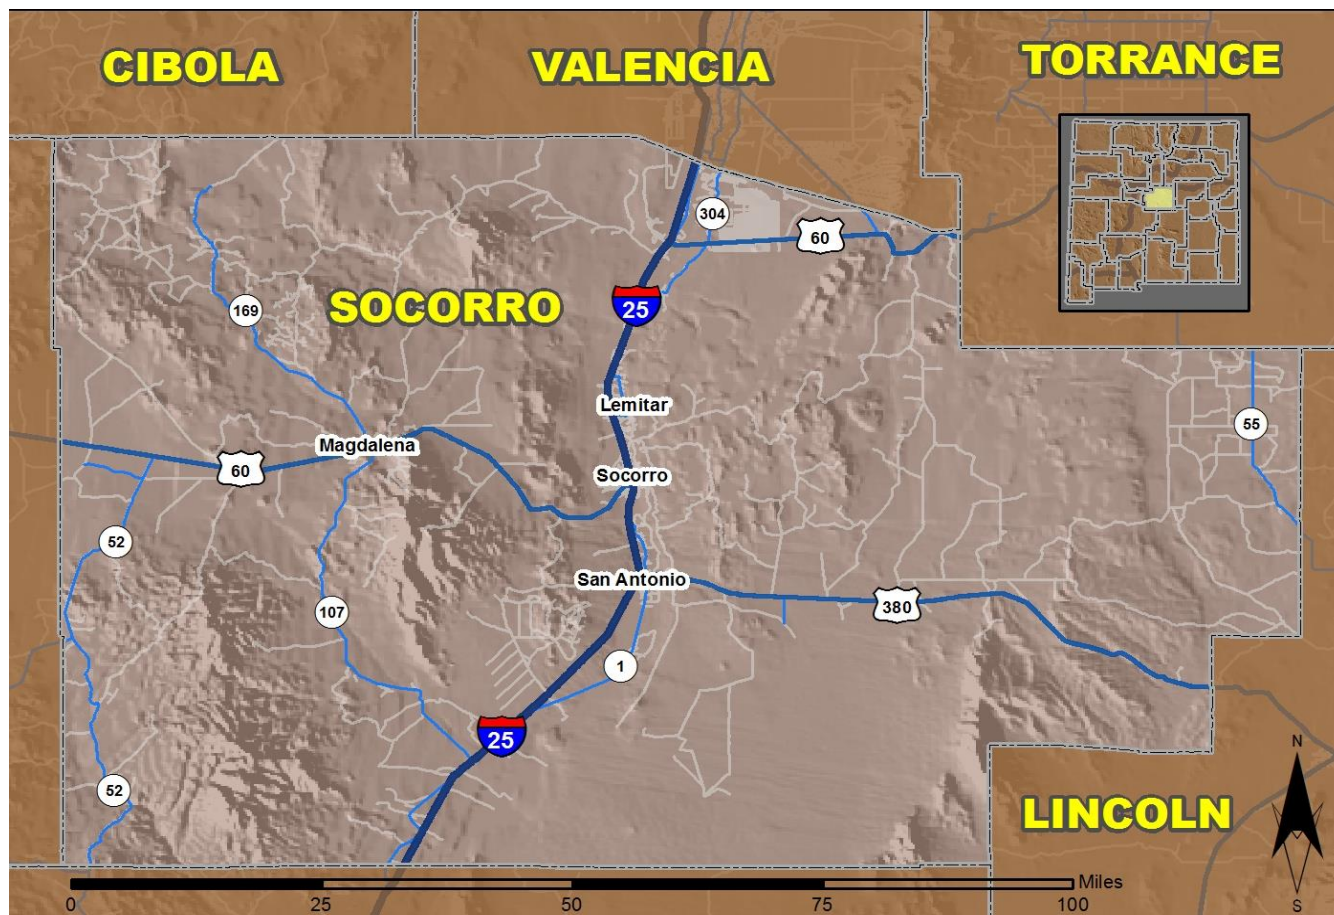 CIBOLA
VALENCIA
TORRANCE
304
60
169
SOCORRO
25
Lemitar
55
Magdalena
60
Socorro
52
San Antonio
380
107
1
25
N
52
LINCOLN
Miles
0
25
50
75
100
S